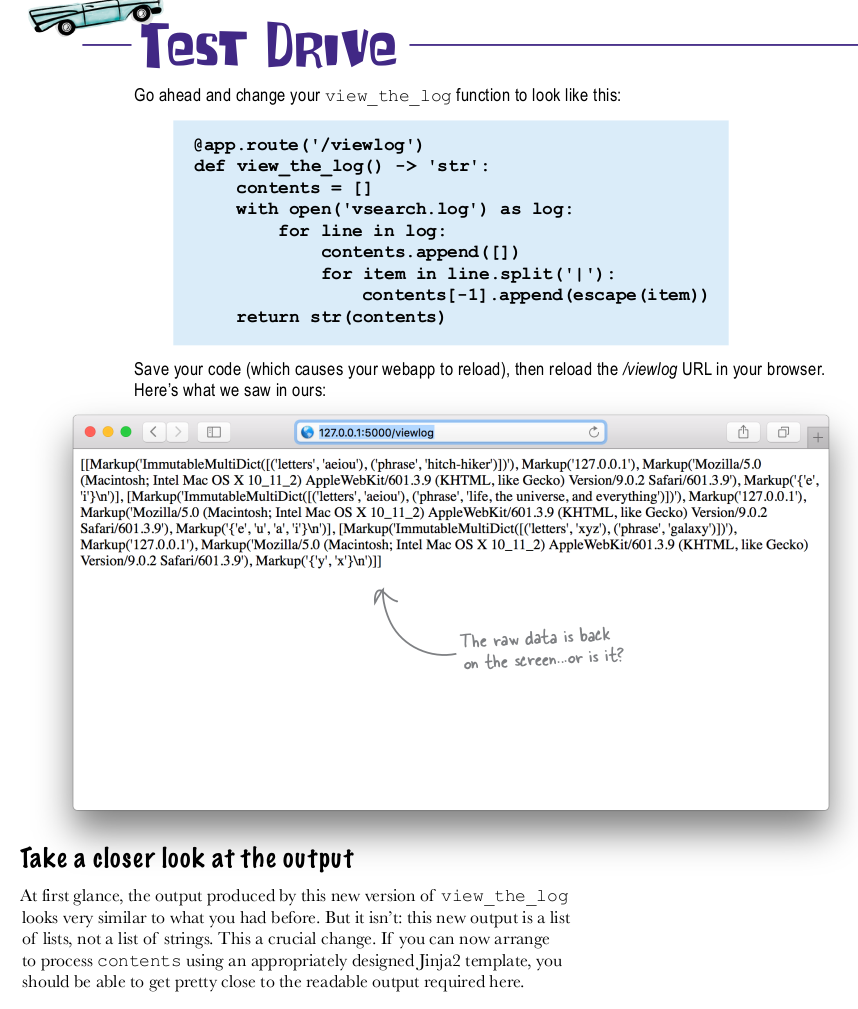 Test Drive
Go ahead and change your view_the_log function to look like this:
@app.route('/viewlog')
def view_the_log() -> 'str':
    contents = []
    with open('vsearch.log') as log:
        for line in log:
            contents.append([])
            for item in line.split('|'):
                contents[-1].append(escape(item))
    return str(contents)
Save your code (which causes your webapp to reload), then reload the /viewlog URL in your browser.
Here's what we saw in ours:
127.0.0.1:5000/viewlog
[[Markup('ImmutableMultiDict([('letters', 'aeiou'), ('phrase', 'hitch-hiker')])'), Markup('127.0.0.1'), Markup('Mozilla/5.0
(Macintosh; Intel Mac OS X 10_11_2) AppleWebKit/601.3.9 (KHTML, like Gecko) Version/9.0.2 Safari/601.3.9'), Markup('{'e',
'i'}\n')], [Markup('ImmutableMultiDict([('letters', 'aeiou'), ('phrase', 'life, the universe, and everything')])'), Markup('127.0.0.1'),
Markup('Mozilla/5.0 (Macintosh; Intel Mac OS X 10_11_2) AppleWebKit/601.3.9 (KHTML, like Gecko) Version/9.0.2
Safari/601.3.9'), Markup('{'e', 'u', 'a', 'i'}\n')], [Markup('ImmutableMultiDict([('letters', 'xyz'), ('phrase', 'galaxy')])'),
Markup('127.0.0.1'), Markup('Mozilla/5.0 (Macintosh; Intel Mac OS X 10_11_2) AppleWebKit/601.3.9 (KHTML, like Gecko)
Version/9.0.2 Safari/601.3.9'), Markup('{'y', 'x'}\n')]]
The raw data is back
on the screen...or is it?
Take a closer look at the output
At first glance, the output produced by this new version of view_the_log
looks very similar to what you had before. But it isn't: this new output is a list
of lists, not a list of strings. This a crucial change. If you can now arrange
to process contents using an appropriately designed Jinja2 template, you
should be able to get pretty close to the readable output required here.